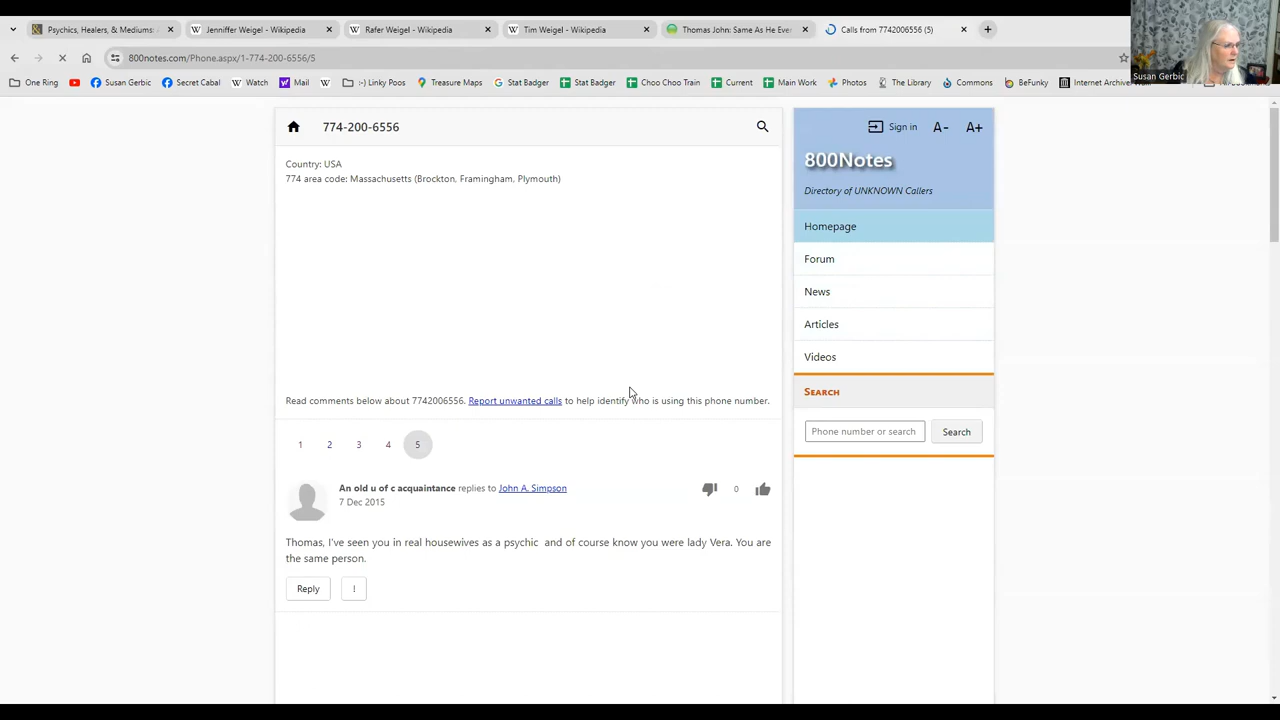 Psychics, Healers, & Mediums:
Jenniffer Weigel - Wikipedia
Rafer Weigel - Wikipedia
Tim Weigel - Wikipedia
Thomas John: Same As He Eve
Calls from 7742006556 (5)
800notes.com/Phone.aspx/1-774-200-6556/5
Susan Gerbic
One Ring
Susan Gerbic
Secret Cabal
Watch
Mail
:-) Linky Poos
Treasure Maps
Stat Badger
Stat Badger
Choo Choo Train
Current
Main Work
Photos
The Library
Commons
BeFunky
Internet Archive
774-200-6556
Country: USA
774 area code: Massachusetts (Brockton, Framingham, Plymouth)
Read comments below about 7742006556. Report unwanted calls to help identify who is using this phone number.
1 2 3 4 5
An old u of c acquaintance replies to John A. Simpson
7 Dec 2015
0
Thomas, I've seen you in real housewives as a psychic and of course know you were lady Vera. You are
the same person.
Reply
Sign in A- A+
800Notes
Directory of UNKNOWN Callers
Homepage
Forum
News
Articles
Videos
SEARCH
Phone number or search
Search